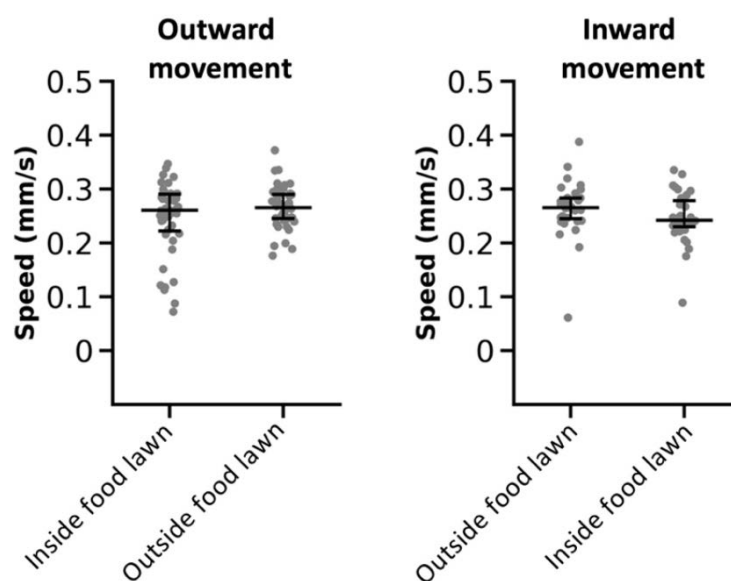 Outward
movement
Speed (mm/s)
0.5
0.4
0.3
0.2
0.1
0
Inside food lawn
Outside food lawn
Inward
movement
Speed (mm/s)
0.5
0.4
0.3
0.2
0.1
0
Outside food lawn
Inside food lawn